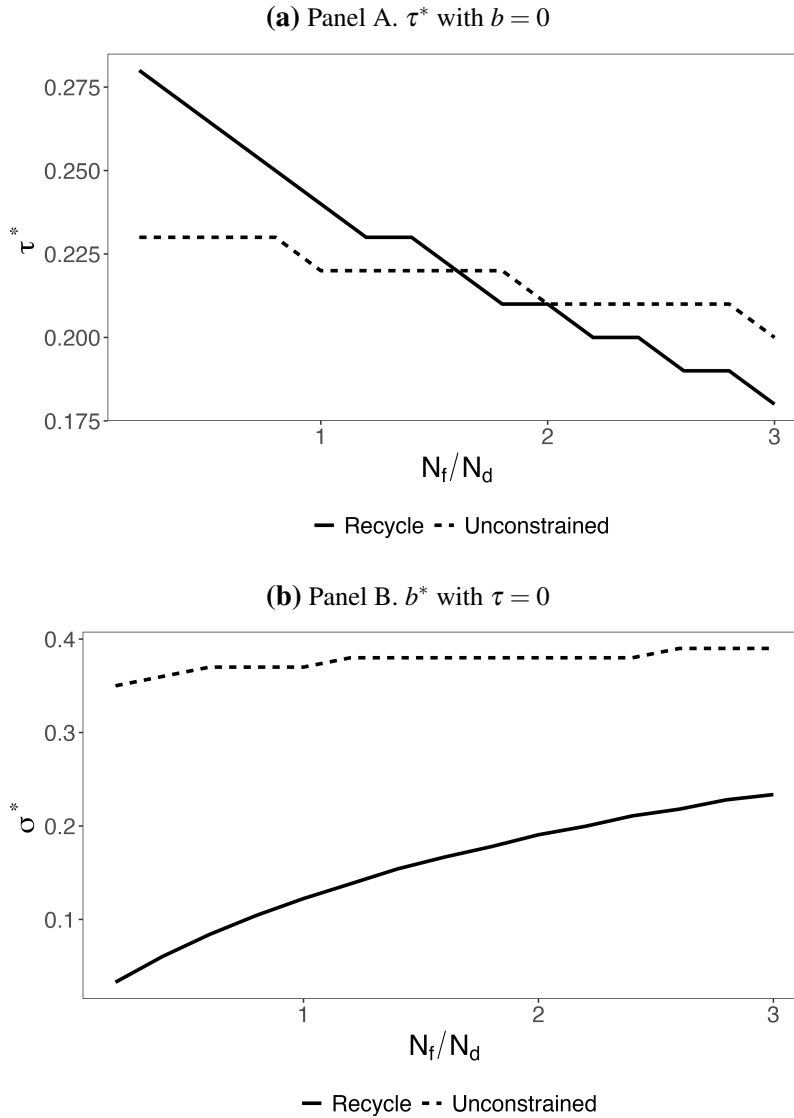 (a) Panel A. τ* with b = 0
0.275
0.250
0.225
0.200
0.175
τ*
1 2 3
N_f/N_d
Recycle Unconstrained
(b) Panel B. b* with τ = 0
0.4
0.3
0.2
0.1
σ*
1 2 3
N_f/N_d
Recycle Unconstrained